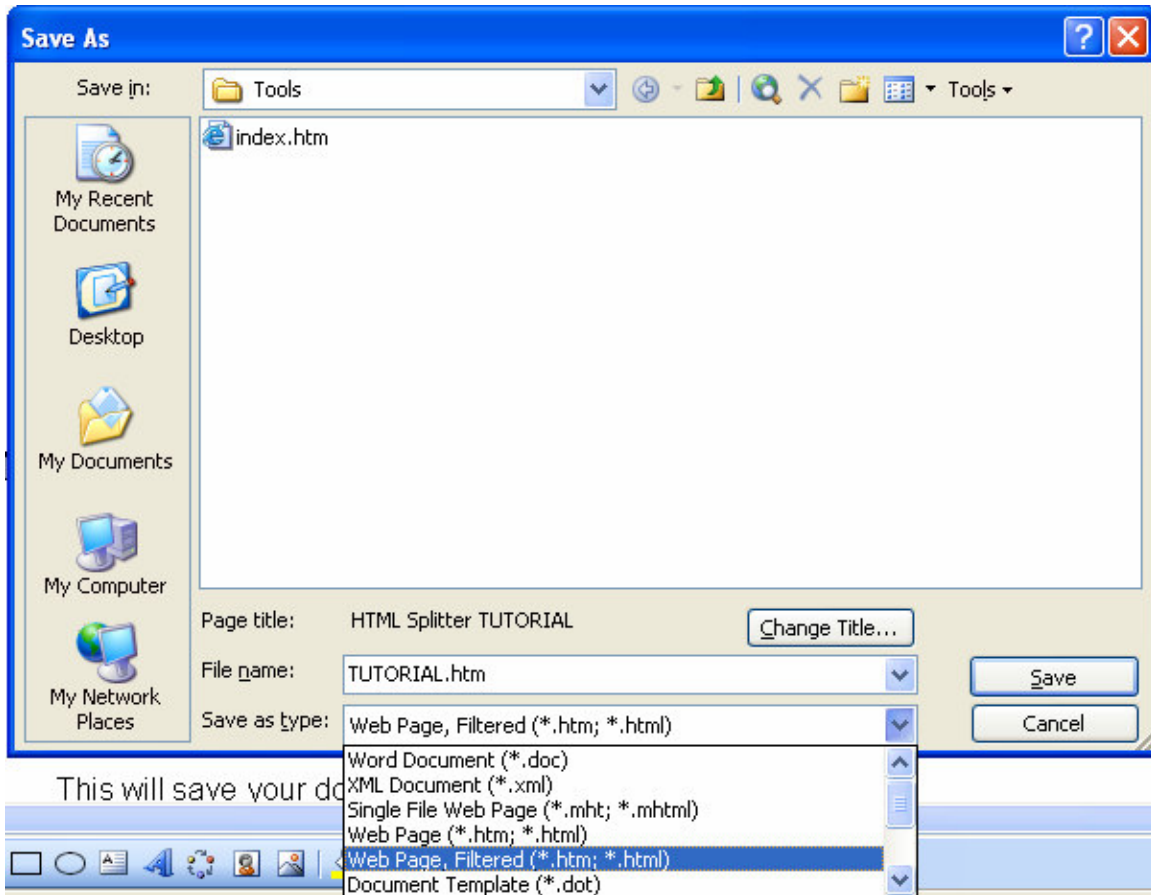 Save As
Save in:
Tools
Tools
index.htm
My Recent
Documents
Desktop
My Documents
My Computer
My Network
Places
Page title:
HTML Splitter TUTORIAL
Change Title...
File name:
TUTORIAL.htm
Save
Save as type:
Web Page, Filtered (*.htm; *.html)
Cancel
Word Document (*.doc)
XML Document (*.xml)
Single File Web Page (*.mht; *.mhtml)
Web Page (*.htm; *.html)
Web Page, Filtered (*.htm; *.html)
Document Template (*.dot)
This will save your do